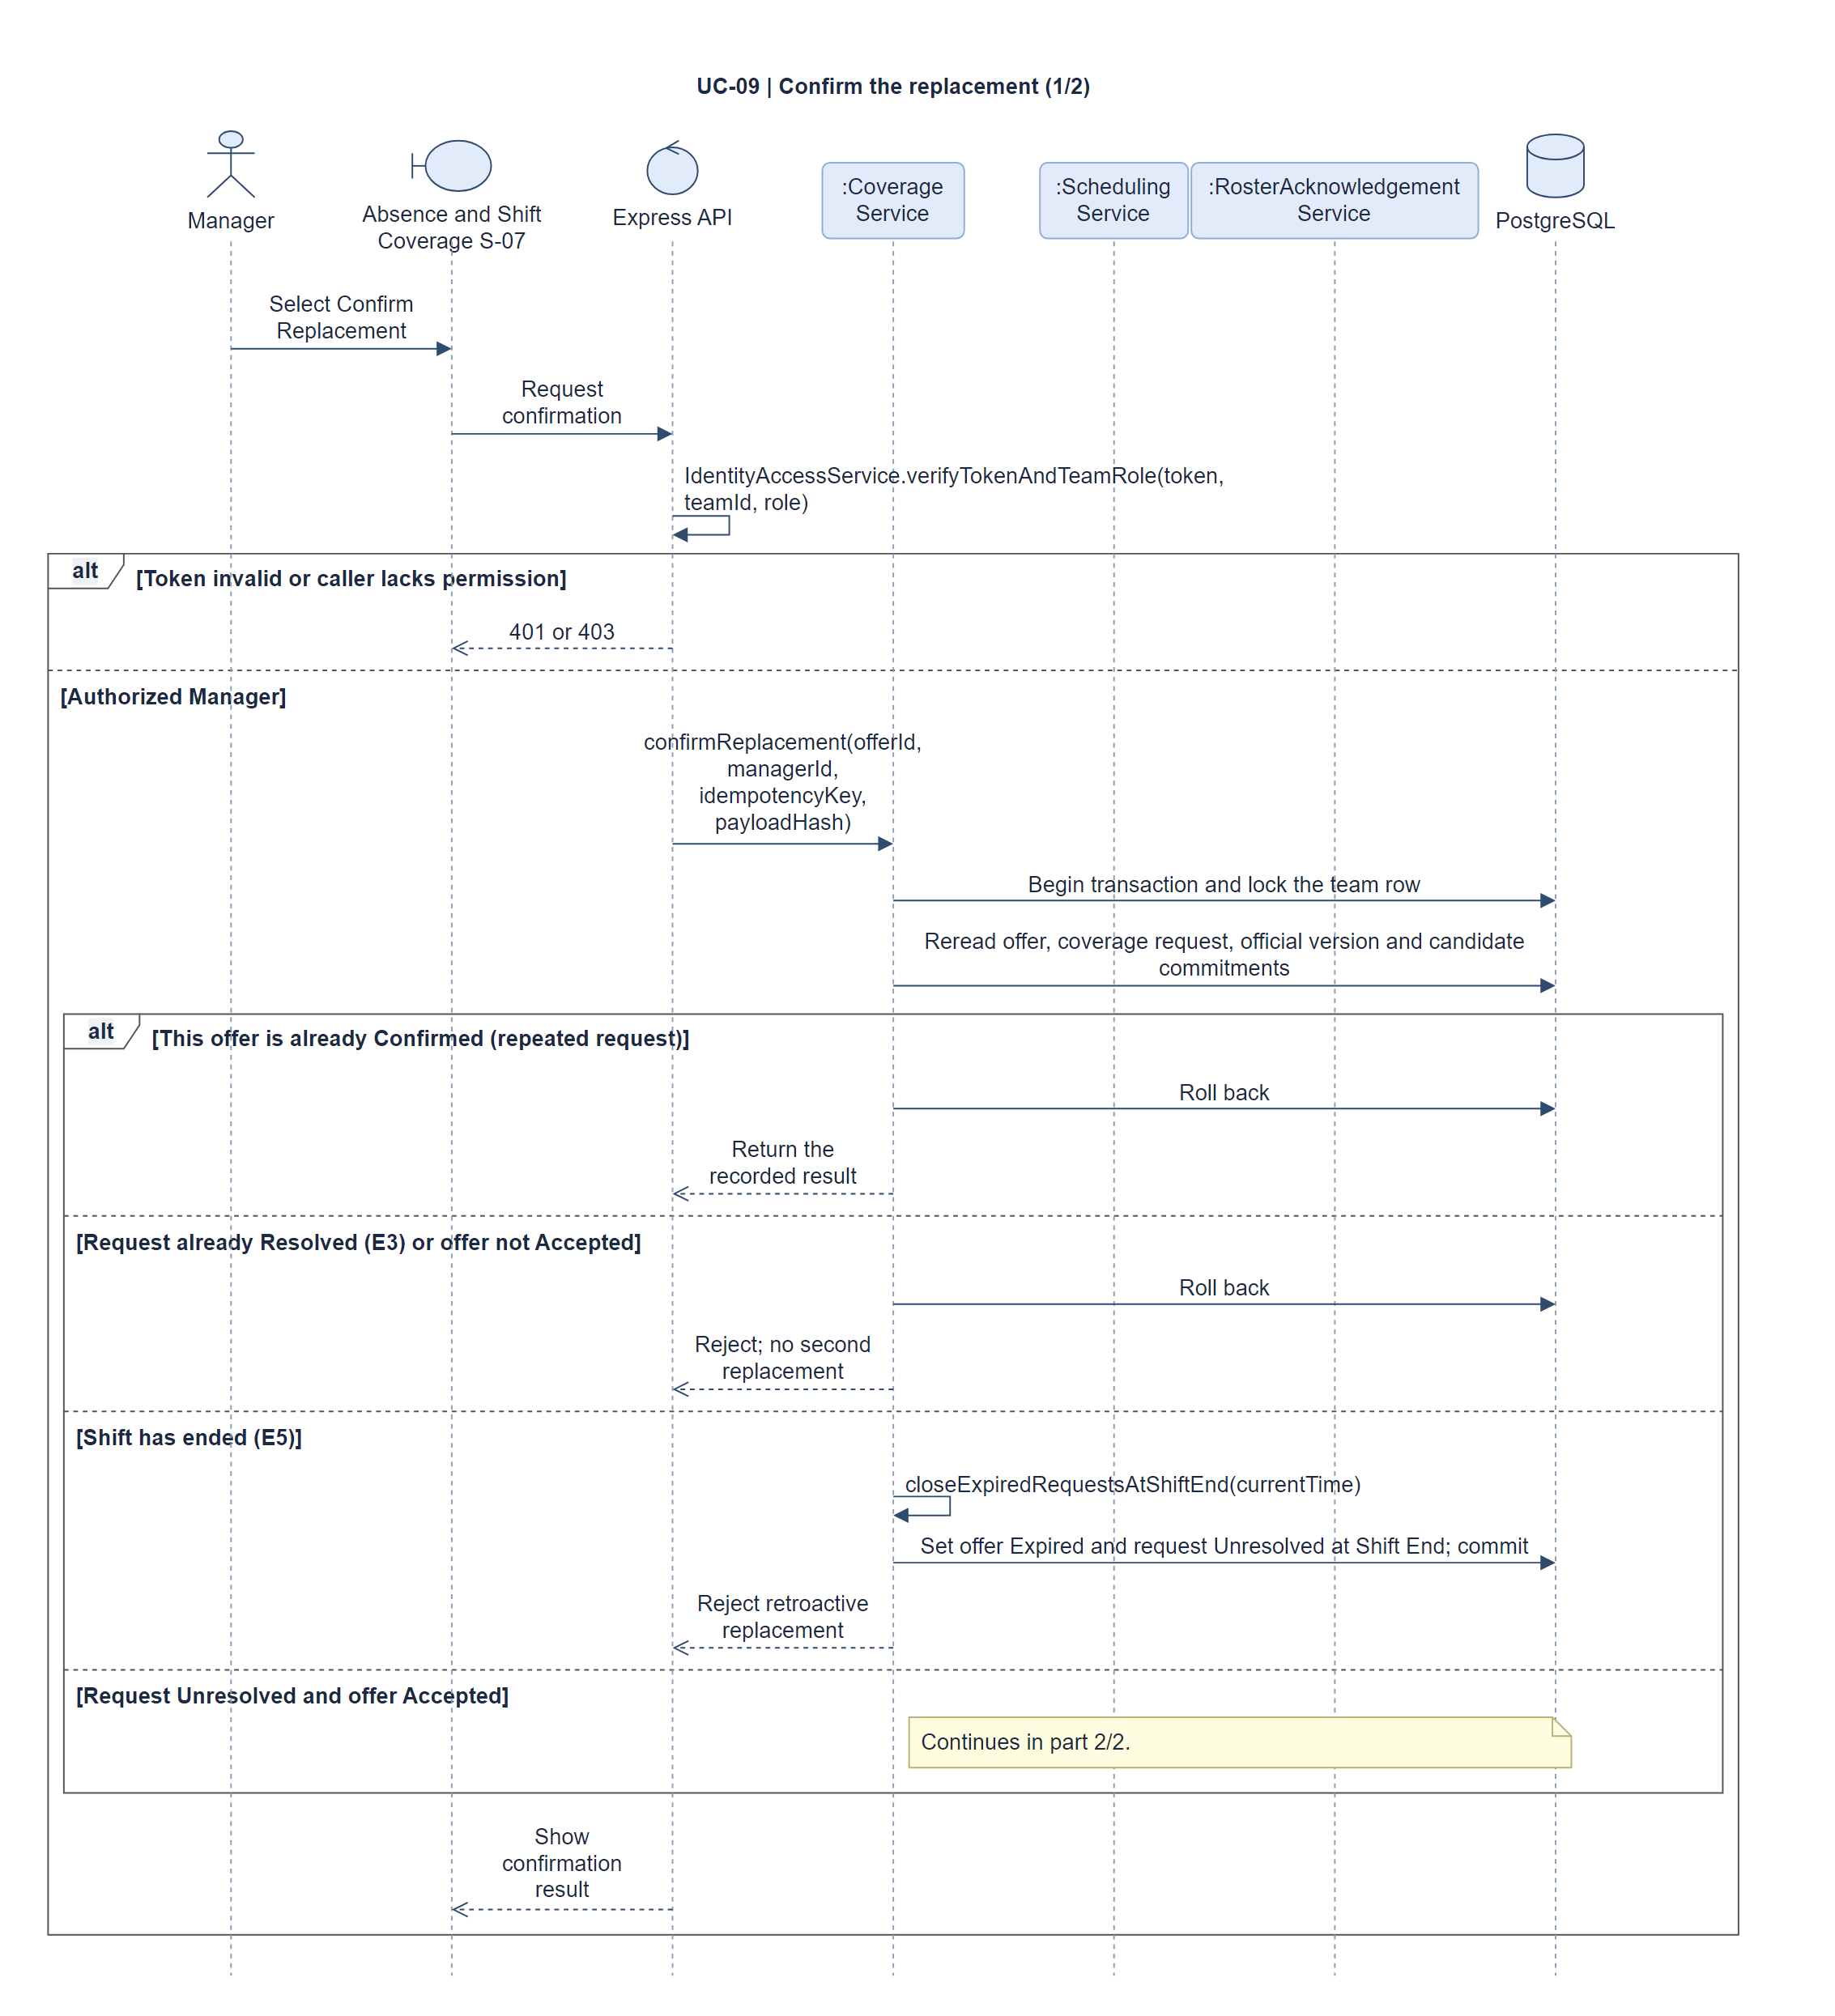 UC-09 | Confirm the replacement (1/2)
Manager
Absence and Shift
Coverage S-07
Express API
:Coverage
Service
:Scheduling
Service
:RosterAcknowledgement
Service
PostgreSQL
Select Confirm
Replacement
Request
confirmation
IdentityAccessService.verifyTokenAndTeamRole(token,
teamId, role)
alt
[Token invalid or caller lacks permission]
401 or 403
[Authorized Manager]
confirmReplacement(offerId,
managerId,
idempotencyKey,
payloadHash)
Begin transaction and lock the team row
Reread offer, coverage request, official version and candidate
commitments
alt
[This offer is already Confirmed (repeated request)]
Roll back
Return the
recorded result
[Request already Resolved (E3) or offer not Accepted]
Roll back
Reject; no second
replacement
[Shift has ended (E5)]
closeExpiredRequestsAtShiftEnd(currentTime)
Set offer Expired and request Unresolved at Shift End; commit
Reject retroactive
replacement
[Request Unresolved and offer Accepted]
Continues in part 2/2.
Show
confirmation
result